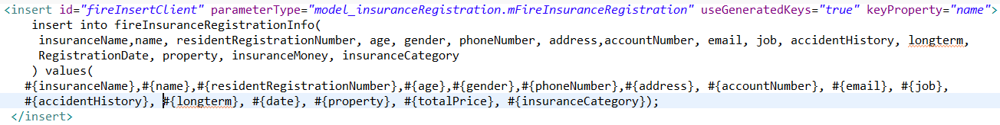 <insert id="fireInsertClient" parameterType="model_insuranceRegistration.mFireInsuranceRegistration" useGeneratedKeys="true" keyProperty="name">
insert into fireInsuranceRegistrationInfo(
insuranceName,name, residentRegistrationNumber, age, gender, phoneNumber, address,accountNumber, email, job, accidentHistory, longterm,
RegistrationDate, property, insuranceMoney, insuranceCategory
) values(
#{insuranceName},#{name},#{residentRegistrationNumber},#{age},#{gender},#{phoneNumber},#{address}, #{accountNumber}, #{email}, #{job},
#{accidentHistory}, #{longterm}, #{date}, #{property}, #{totalPrice}, #{insuranceCategory});
</insert>